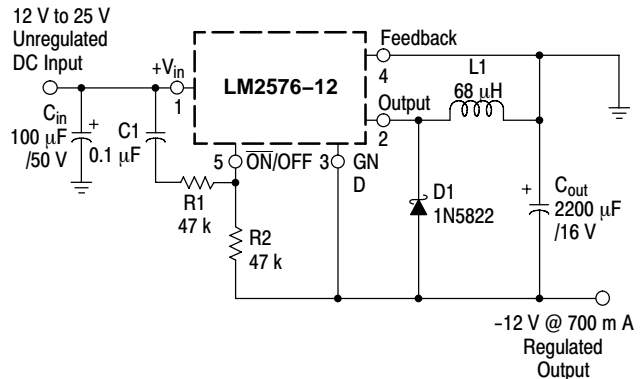 12 V to 25 V
Unregulated
DC Input
+Vin
1
LM2576–12
Feedback
4
L1
68 μH
Output
2
Cin
100 μF
/50 V
+
C1
0.1 μF
5
ON/OFF
3
GN
D
R1
47 k
R2
47 k
D1
1N5822
+
Cout
2200 μF
/16 V
–12 V @ 700 m A
Regulated
Output